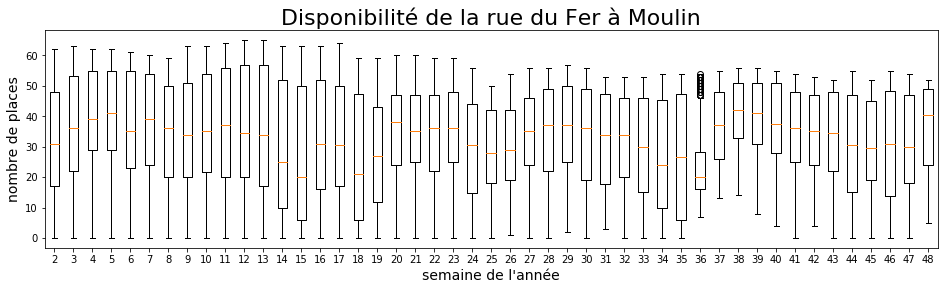 Disponibilité de la rue du Fer à Moulin
nombre de places
60
50
40
30
20
10
0
2 3 4 5 6 7 8 9 10 11 12 13 14 15 16 17 18 19 20 21 22 23 24 25 26 27 28 29 30 31 32 33 34 35 36 37 38 39 40 41 42 43 44 45 46 47 48
semaine de l'année